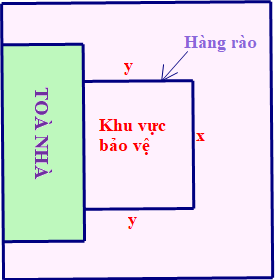 Hàng rào
y
TOÀ NHÀ
Khu vực
bảo vệ
x
y